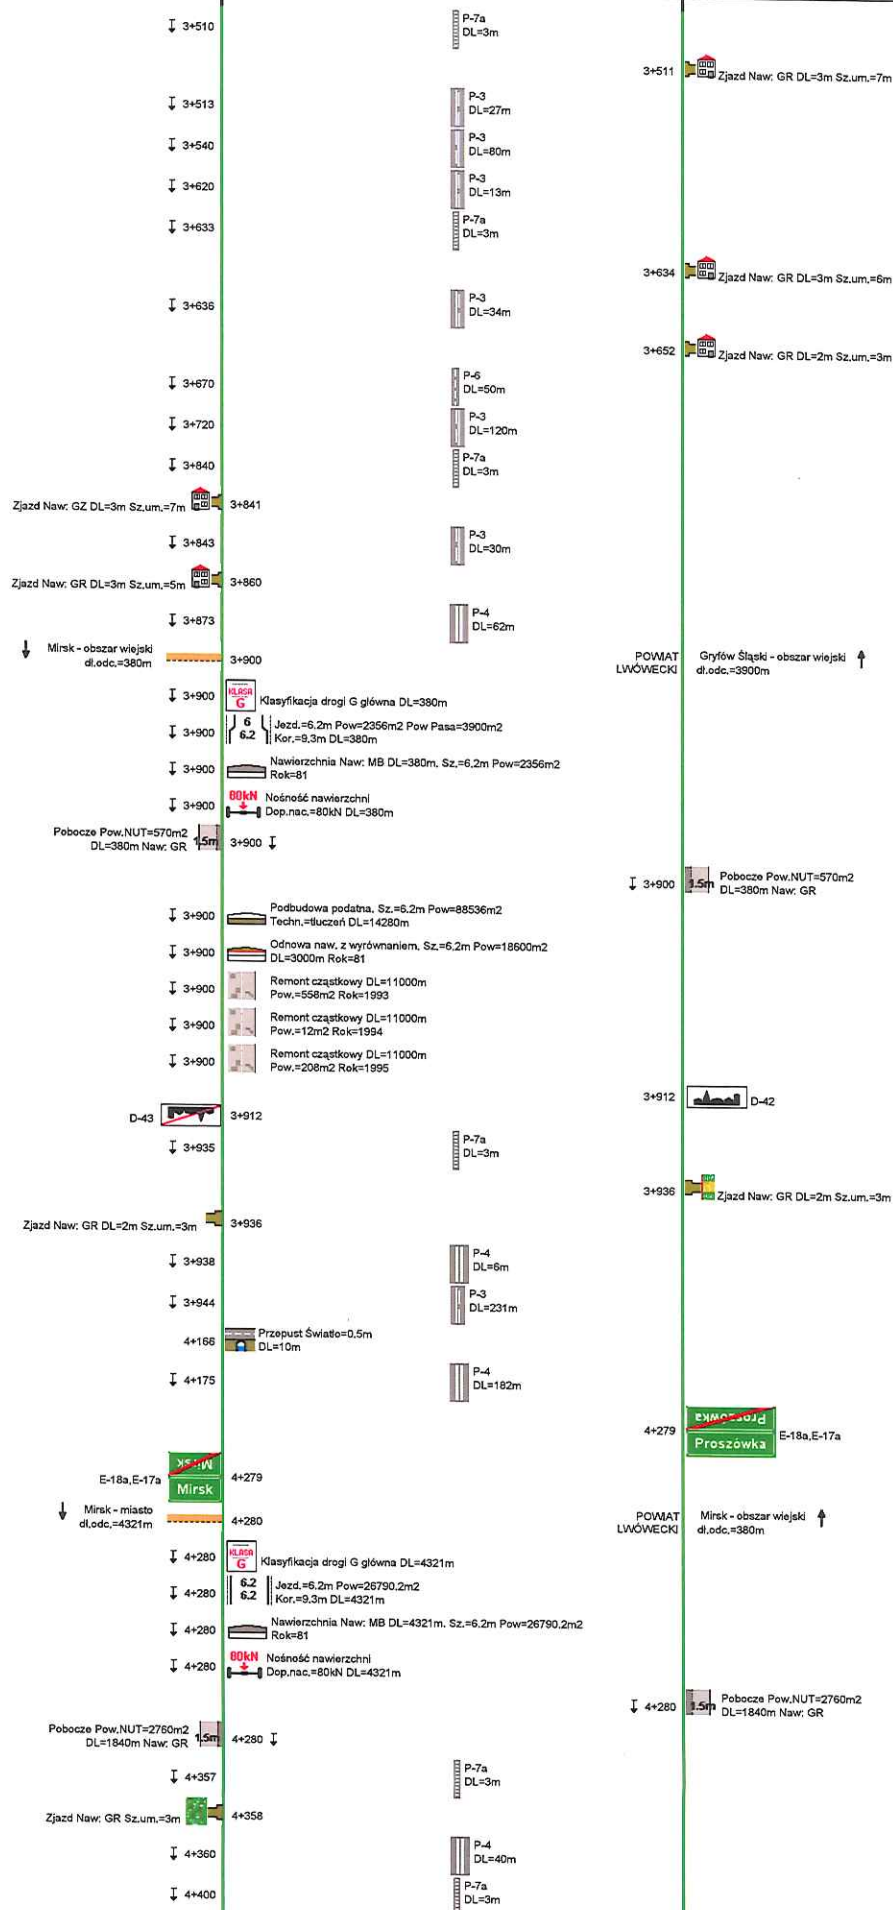 3+510
P-7a
DL=3m
3+511
Zjazd Naw: GR DL=3m Sz.um.=7m
3+513
P-3
DL=27m
3+540
P-3
DL=80m
3+620
P-3
DL=13m
3+633
P-7a
DL=3m
3+634
Zjazd Naw: GR DL=3m Sz.um.=6m
3+636
P-3
DL=34m
3+652
Zjazd Naw: GR DL=2m Sz.um.=3m
3+670
P-6
DL=50m
3+720
P-3
DL=120m
3+840
P-7a
DL=3m
Zjazd Naw: GZ DL=3m Sz.um.=7m
3+841
3+843
P-3
DL=30m
Zjazd Naw: GR DL=3m Sz.um.=5m
3+860
3+873
P-4
DL=62m
Mirsk - obszar wiejski
dł.odc.=380m
3+900
POWIAT
LWÓWECKI
Gryfów Śląski - obszar wiejski
dł.odc.=3900m
3+900
KLASA
G
Klasyfikacja drogi G główna DL=380m
3+900
6
6.2
Jezd.=6.2m Pow=2356m2 Pow Pasa=3900m2
Kor.=9.3m DL=380m
3+900
Nawierzchnia Naw: MB DL=380m. Sz.=6.2m Pow=2356m2
Rok=81
3+900
80kN
Nośność nawierzchni
Dop.nac.=80kN DL=380m
Pobocze Pow.NUT=570m2
DL=380m Naw: GR
1.5m
3+900
3+900
1.5m
Pobocze Pow.NUT=570m2
DL=380m Naw: GR
3+900
Podbudowa podatna. Sz.=6.2m Pow=88536m2
Techn.=tłuczeń DL=14280m
3+900
Odnowa naw. z wyrównaniem. Sz.=6.2m Pow=18600m2
DL=3000m Rok=81
3+900
Remont cząstkowy DL=11000m
Pow.=558m2 Rok=1993
3+900
Remont cząstkowy DL=11000m
Pow.=12m2 Rok=1994
3+900
Remont cząstkowy DL=11000m
Pow.=208m2 Rok=1995
3+912
D-42
D-43
3+912
3+935
P-7a
DL=3m
3+936
Zjazd Naw: GR DL=2m Sz.um.=3m
Zjazd Naw: GR DL=2m Sz.um.=3m
3+936
3+938
P-4
DL=6m
3+944
P-3
DL=231m
4+166
Przepust Światło=0.5m
DL=10m
4+175
P-4
DL=182m
4+279
Proszówka
Proszówka
E-18a,E-17a
E-18a,E-17a
Mirsk
Mirsk
4+279
Mirsk - miasto
dł.odc.=4321m
4+280
POWIAT
LWÓWECKI
Mirsk - obszar wiejski
dł.odc.=380m
4+280
KLASA
G
Klasyfikacja drogi G główna DL=4321m
4+280
6.2
6.2
Jezd.=6.2m Pow=26790.2m2
Kor.=9.3m DL=4321m
4+280
Nawierzchnia Naw: MB DL=4321m. Sz.=6.2m Pow=26790.2m2
Rok=81
4+280
80kN
Nośność nawierzchni
Dop.nac.=80kN DL=4321m
4+280
1.5m
Pobocze Pow.NUT=2760m2
DL=1840m Naw: GR
Pobocze Pow.NUT=2760m2
DL=1840m Naw: GR
1.5m
4+280
4+357
P-7a
DL=3m
Zjazd Naw: GR Sz.um.=3m
4+358
4+360
P-4
DL=40m
4+400
P-7a
DL=3m